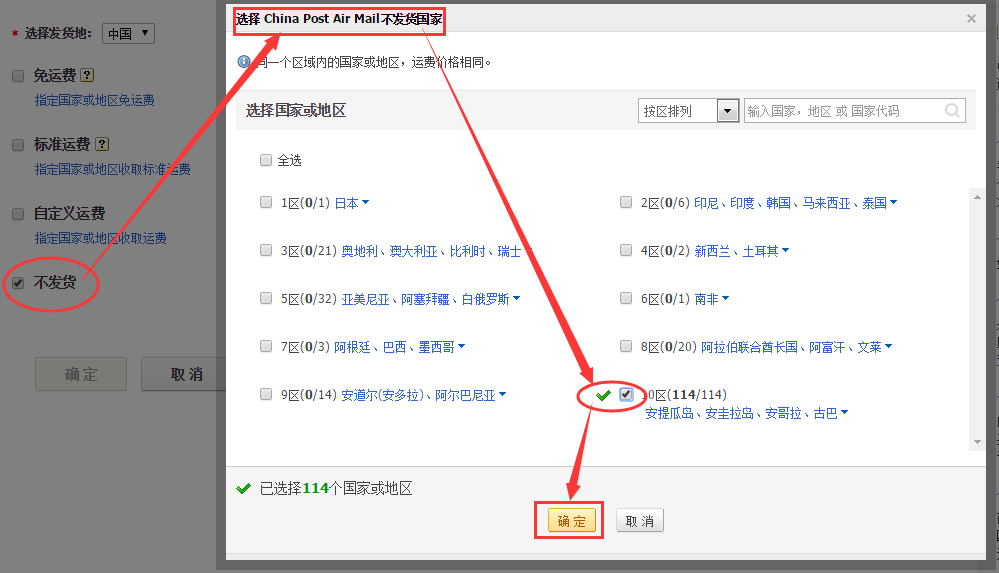 * 选择发货地: 中国
免运费 ?
指定国家或地区免运费
标准运费 ?
指定国家或地区收取标准运费
自定义运费
指定国家或地区收取运费
不发货
确 定 取 消
选择 China Post Air Mail不发货国家
同一个区域内的国家或地区，运费价格相同。
选择国家或地区 按区排列 输入国家，地区 或 国家代码
全选
1区(0/1) 日本 2区(0/6) 印尼、印度、韩国、马来西亚、泰国
3区(0/21) 奥地利、澳大利亚、比利时、瑞士 4区(0/2) 新西兰、土耳其
5区(0/32) 亚美尼亚、阿塞拜疆、白俄罗斯 6区(0/1) 南非
7区(0/3) 阿根廷、巴西、墨西哥 8区(0/20) 阿拉伯联合酋长国、阿富汗、文莱
9区(0/14) 安道尔(安多拉)、阿尔巴尼亚 10区(114/114)
安提瓜岛、安圭拉岛、安哥拉、古巴
已选择114个国家或地区
确 定 取 消